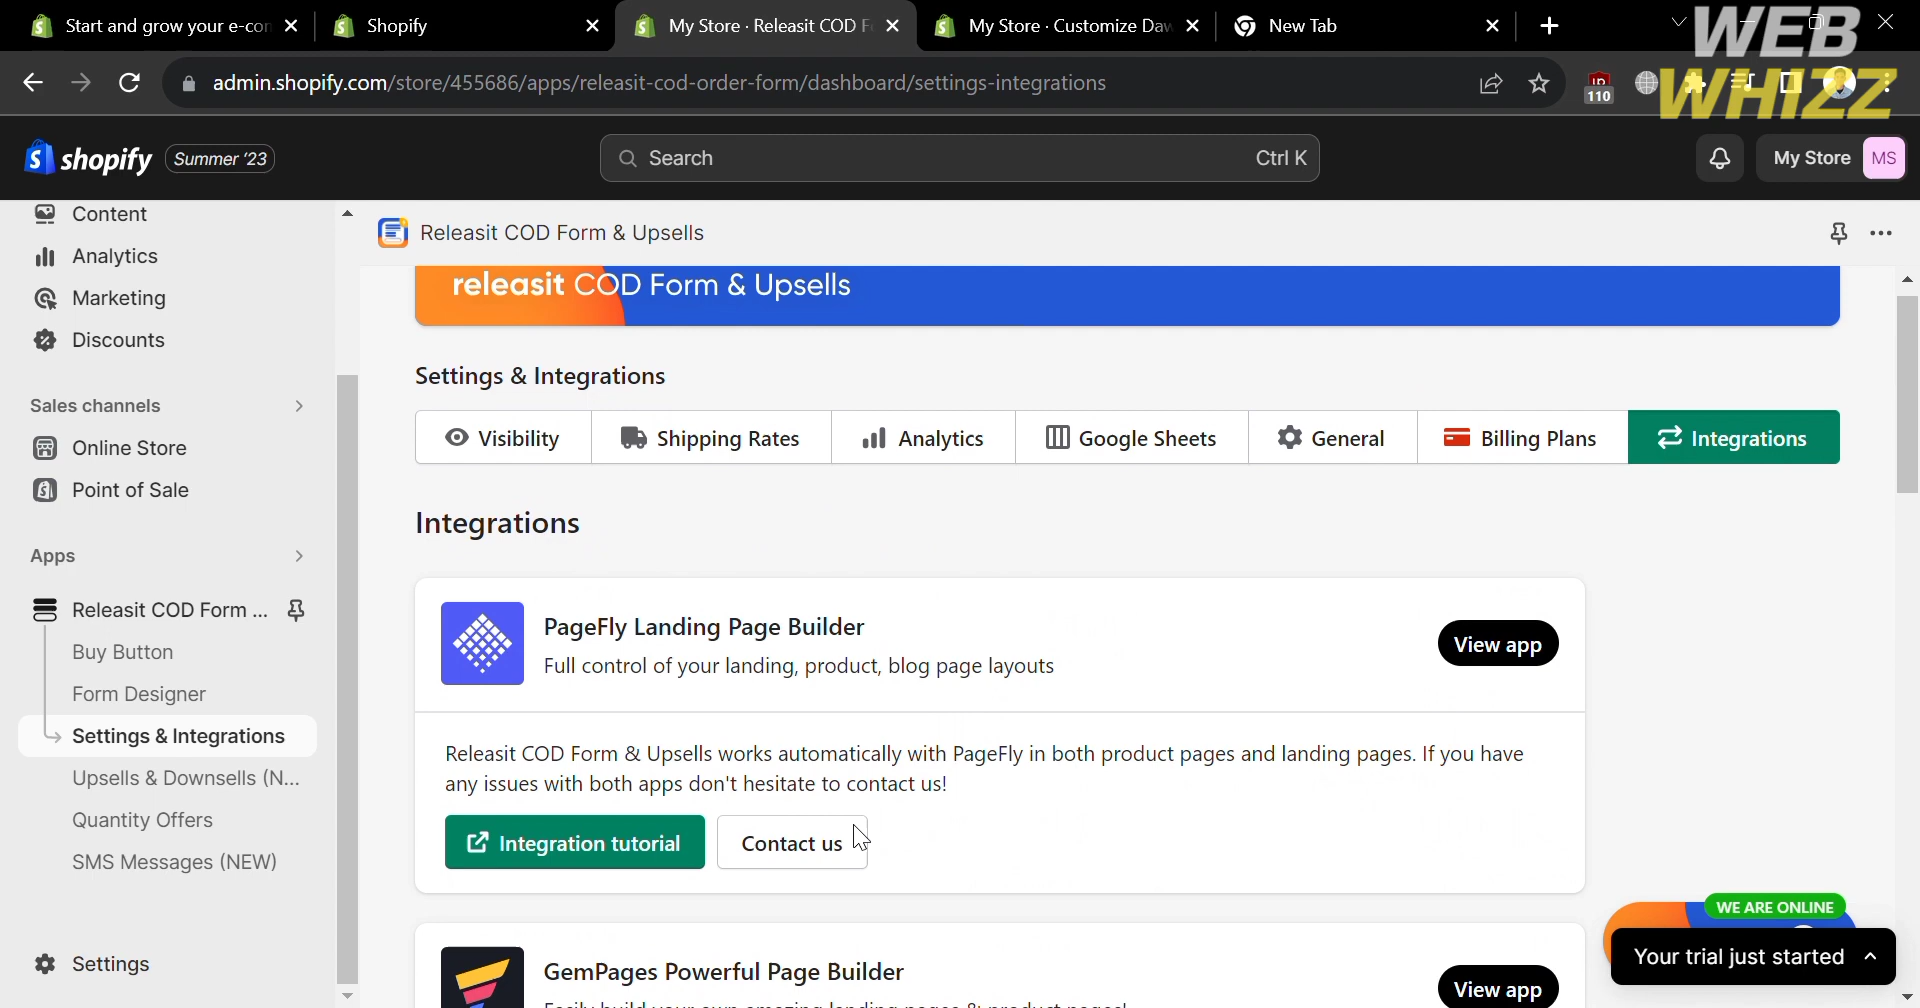 Start and grow your e-con
Shopify
My Store · Releasit COD F
My Store · Customize Daw
New Tab
WEB
WHIZZ
admin.shopify.com/store/455686/apps/releasit-cod-order-form/dashboard/settings-integrations
110
shopify
Summer '23
Search
Ctrl K
My Store
MS
Content
Analytics
Marketing
Discounts
Sales channels
Online Store
Point of Sale
Apps
Releasit COD Form ...
Buy Button
Form Designer
Settings & Integrations
Upsells & Downsells (N...
Quantity Offers
SMS Messages (NEW)
Settings
Releasit COD Form & Upsells
releasit COD Form & Upsells
Settings & Integrations
Visibility
Shipping Rates
Analytics
Google Sheets
General
Billing Plans
Integrations
Integrations
PageFly Landing Page Builder
Full control of your landing, product, blog page layouts
View app
Releasit COD Form & Upsells works automatically with PageFly in both product pages and landing pages. If you have
any issues with both apps don't hesitate to contact us!
Integration tutorial
Contact us
GemPages Powerful Page Builder
View app
WE ARE ONLINE
Your trial just started